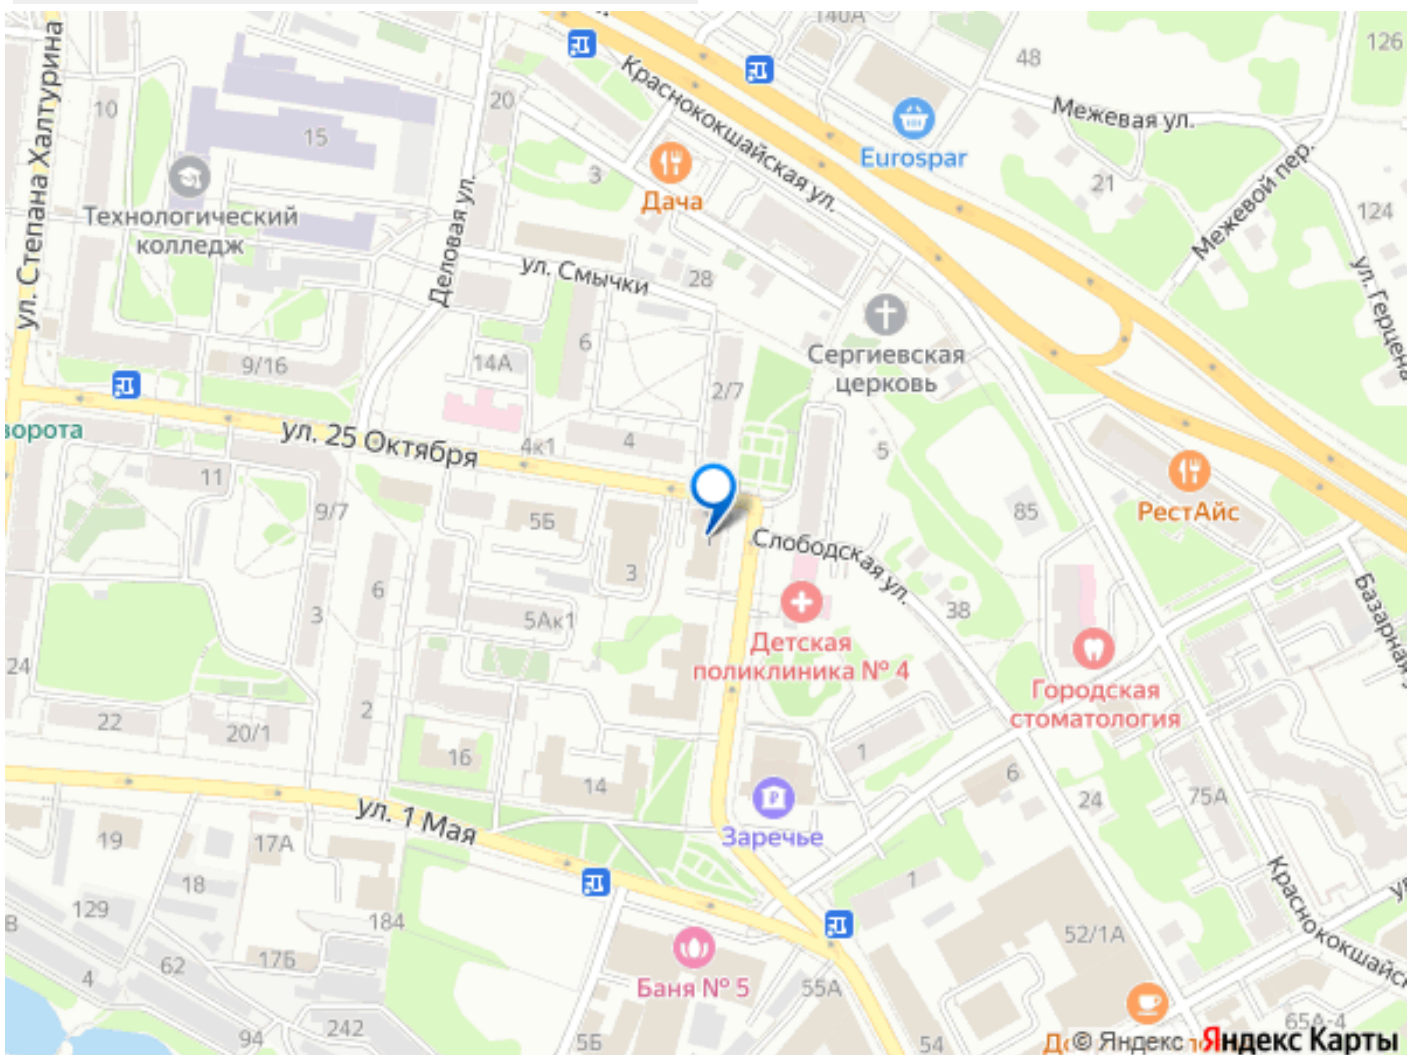 140А
126
48
ул. Степана Халтурина
10
20
Краснококшайская ул.
Межевая ул.
15
Eurospar
3
Дача
21
Межевой пер.
124
Технологический
колледж
Деловая ул.
ул. Смычки
28
ул. Герцена
Сергиевская
церковь
6
9/16
14А
2/7
ворота
ул. 25 Октября
4к1
4
5
11
9/7
5Б
85
РестАйс
Слободская ул.
3
6
3
5Ак1
38
Базарная
Детская
поликлиника № 4
24
Городская
стоматология
22
20/1
2
16
14
1
6
24
75А
ул. 1 Мая
Заречье
19
17А
18
1
129
184
52/1А
Краснококшайск
62
17Б
4
Баня № 5
55А
94
242
5Б
54
65А-4
© Яндекс
Яндекс Карты